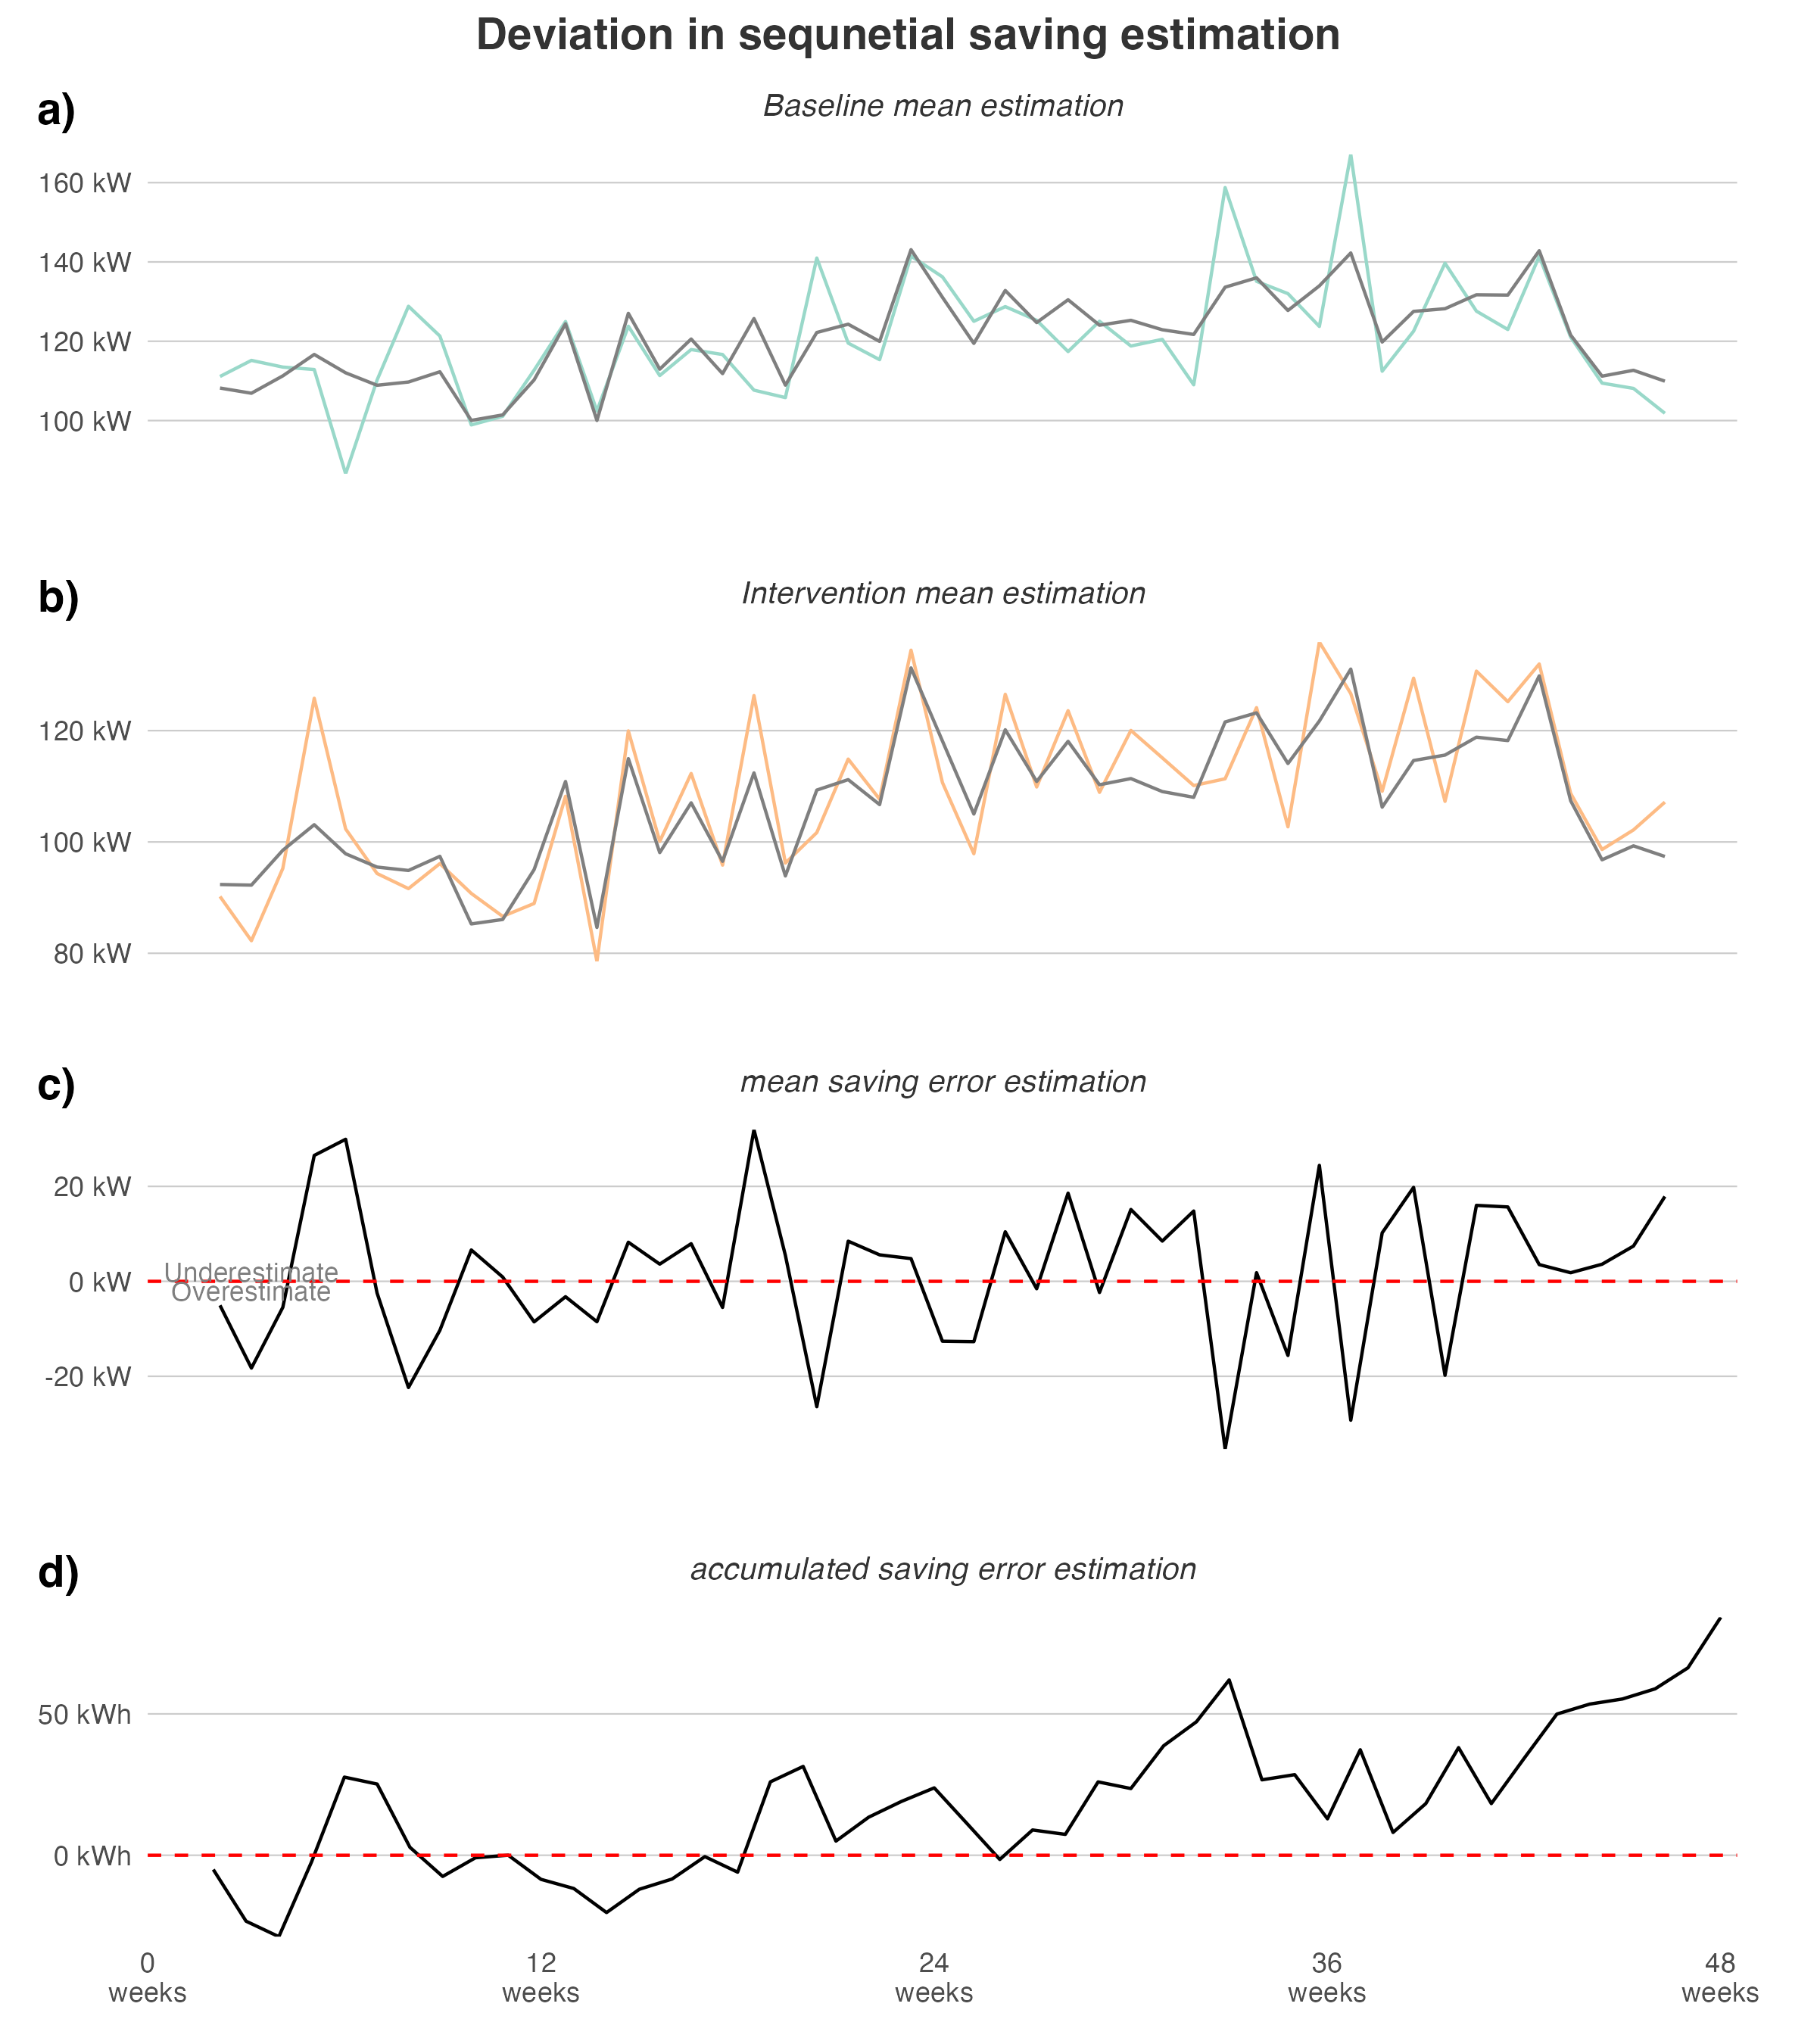 Deviation in sequnetial saving estimation
a)
Baseline mean estimation
160 kW
140 kW
120 kW
100 kW
b)
Intervention mean estimation
120 kW
100 kW
80 kW
c)
mean saving error estimation
20 kW
Underestimate
0 kW
Overestimate
-20 kW
d)
accumulated saving error estimation
50 kWh
0 kWh
0 12 24 36 48
weeks weeks weeks weeks weeks